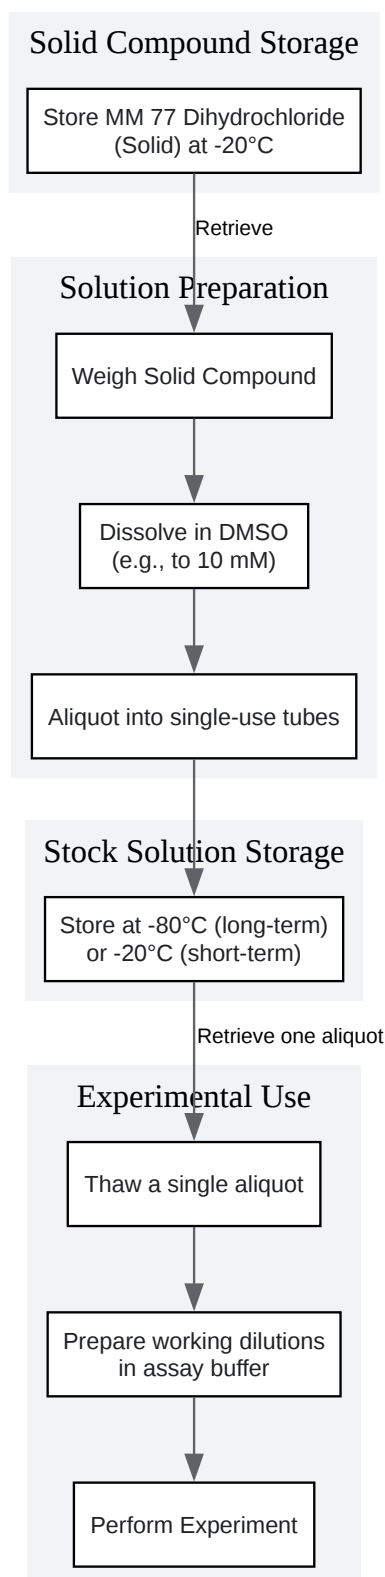 Solid Compound Storage
Store MM 77 Dihydrochloride
(Solid) at -20°C
Retrieve
Solution Preparation
Weigh Solid Compound
Dissolve in DMSO
(e.g., to 10 mM)
Aliquot into single-use tubes
Stock Solution Storage
Store at -80°C (long-term)
or -20°C (short-term)
Retrieve one aliquot
Experimental Use
Thaw a single aliquot
Prepare working dilutions
in assay buffer
Perform Experiment